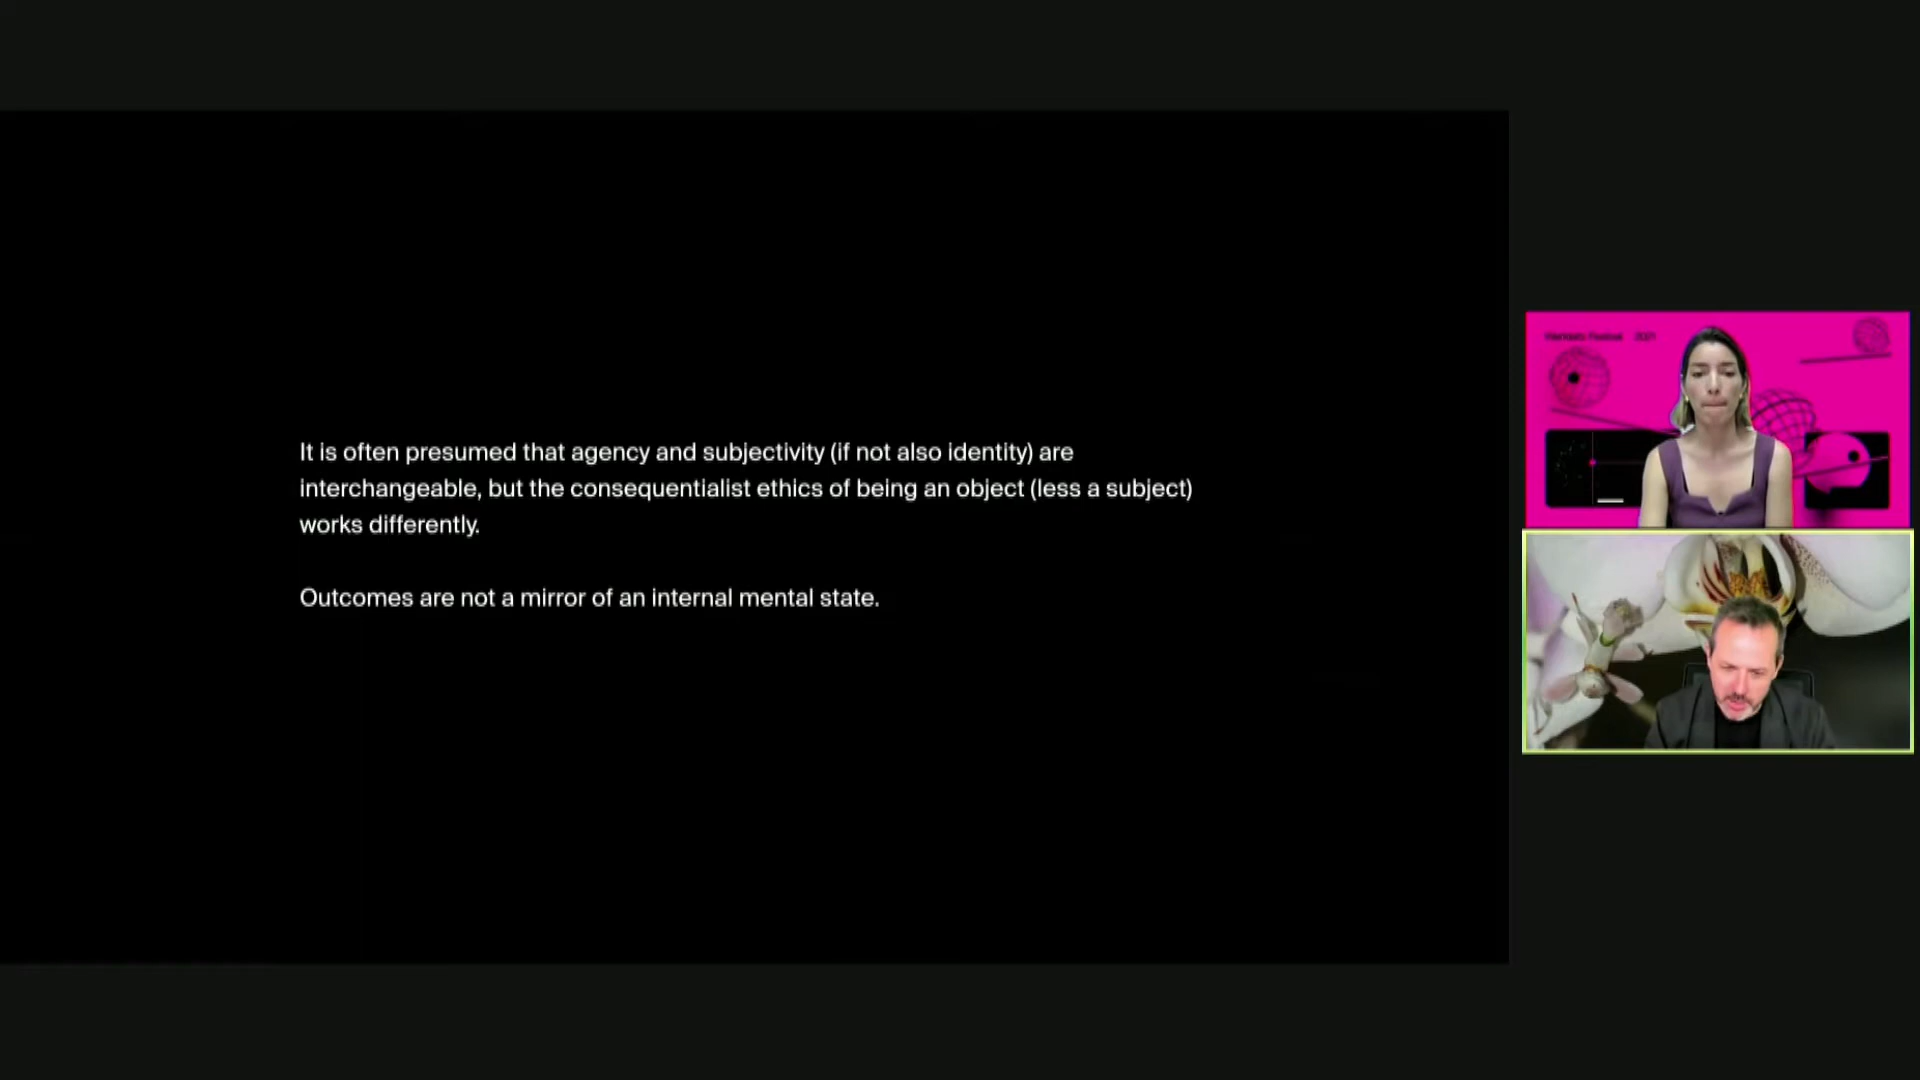 It is often presumed that agency and subjectivity (if not also identity) are
interchangeable, but the consequentialist ethics of being an object (less a subject)
works differently.
Outcomes are not a mirror of an internal mental state.
2021